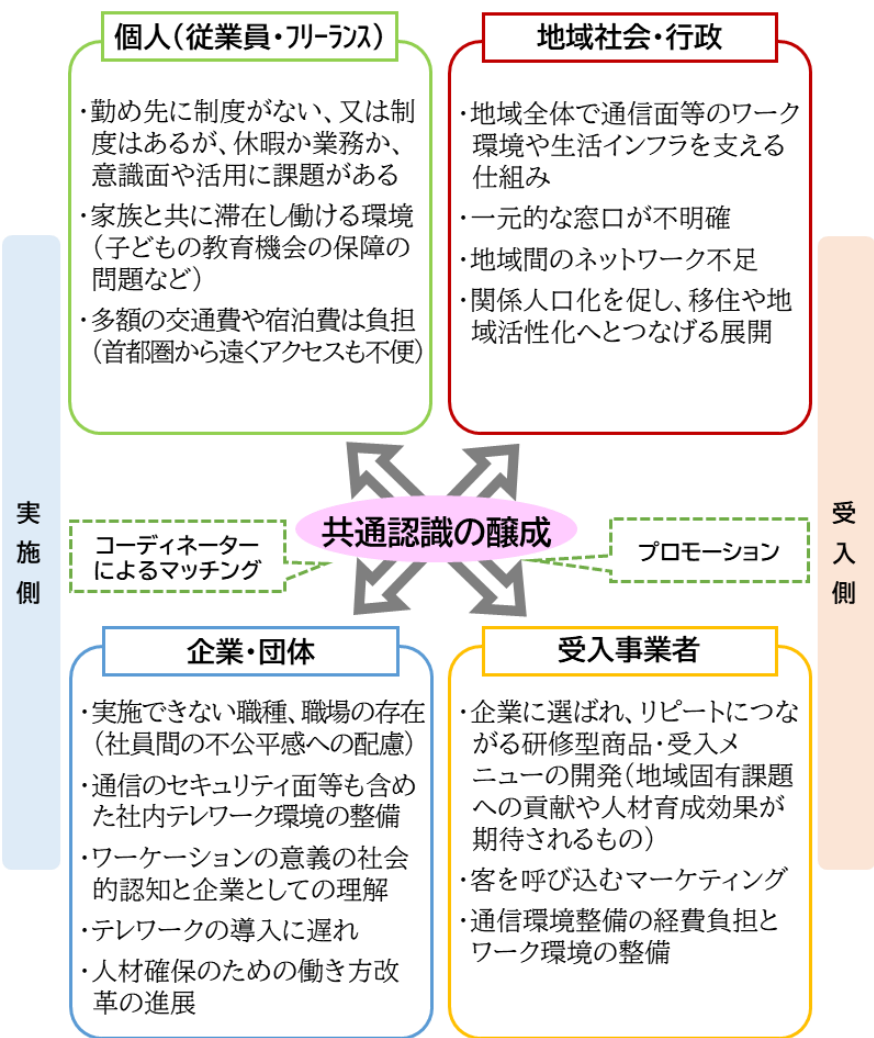 個人（従業員・フリーランス）
・勤め先に制度がない、又は制
度はあるが、休暇か業務か、
意識面や活用に課題がある
・家族と共に滞在し働ける環境
（子どもの教育機会の保障の
問題など）
・多額の交通費や宿泊費は負担
（首都圏から遠くアクセスも不便）
地域社会・行政
・地域全体で通信面等のワーク
環境や生活インフラを支える
仕組み
・一元的な窓口が不明確
・地域間のネットワーク不足
・関係人口化を促し、移住や地
域活性化へとつなげる展開
実施側
コーディネーター
によるマッチング
共通認識の醸成
プロモーション
受入側
企業・団体
・実施できない職種、職場の存在
（社員間の不公平感への配慮）
・通信のセキュリティ面等も含め
た社内テレワーク環境の整備
・ワーケーションの意義の社会
的認知と企業としての理解
・テレワークの導入に遅れ
・人材確保のための働き方改
革の進展
受入事業者
・企業に選ばれ、リピートにつな
がる研修型商品・受入メ
ニューの開発（地域固有課題
への貢献や人材育成効果が
期待されるもの）
・客を呼び込むマーケティング
・通信環境整備の経費負担と
ワーク環境の整備